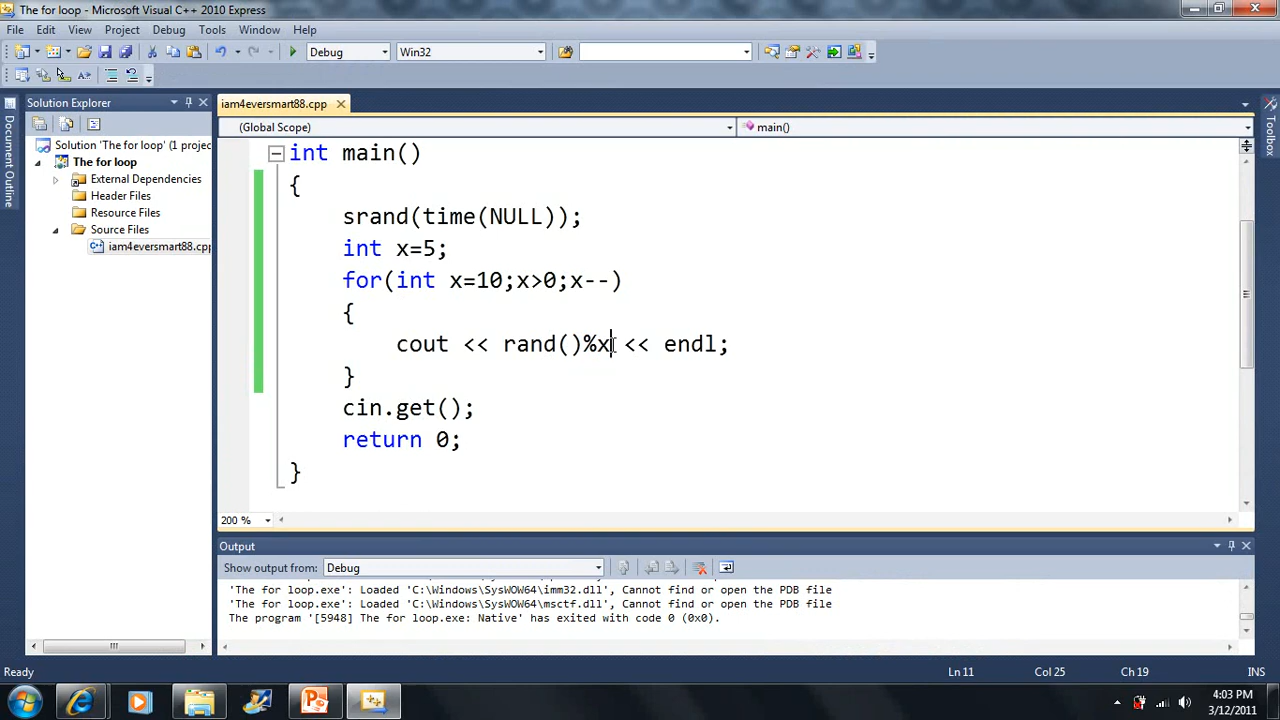 The for loop - Microsoft Visual C++ 2010 Express
File Edit View Project Debug Tools Window Help
Debug Win32
Solution Explorer
iam4eversmart88.cpp
(Global Scope) main()
Document Outline
Toolbox
Solution 'The for loop' (1 projec
The for loop
External Dependencies
Header Files
Resource Files
Source Files
iam4eversmart88.cpp
int main()
{
srand(time(NULL));
int x=5;
for(int x=10;x>0;x--)
{
cout << rand()%x << endl;
}
cin.get();
return 0;
}
200 %
Output
Show output from: Debug
'The for loop.exe': Loaded 'C:\Windows\SysWOW64\imm32.dll', Cannot find or open the PDB file
'The for loop.exe': Loaded 'C:\Windows\SysWOW64\msctf.dll', Cannot find or open the PDB file
The program '[5948] The for loop.exe: Native' has exited with code 0 (0x0).
Ready Ln 11 Col 25 Ch 19 INS
4:03 PM
3/12/2011